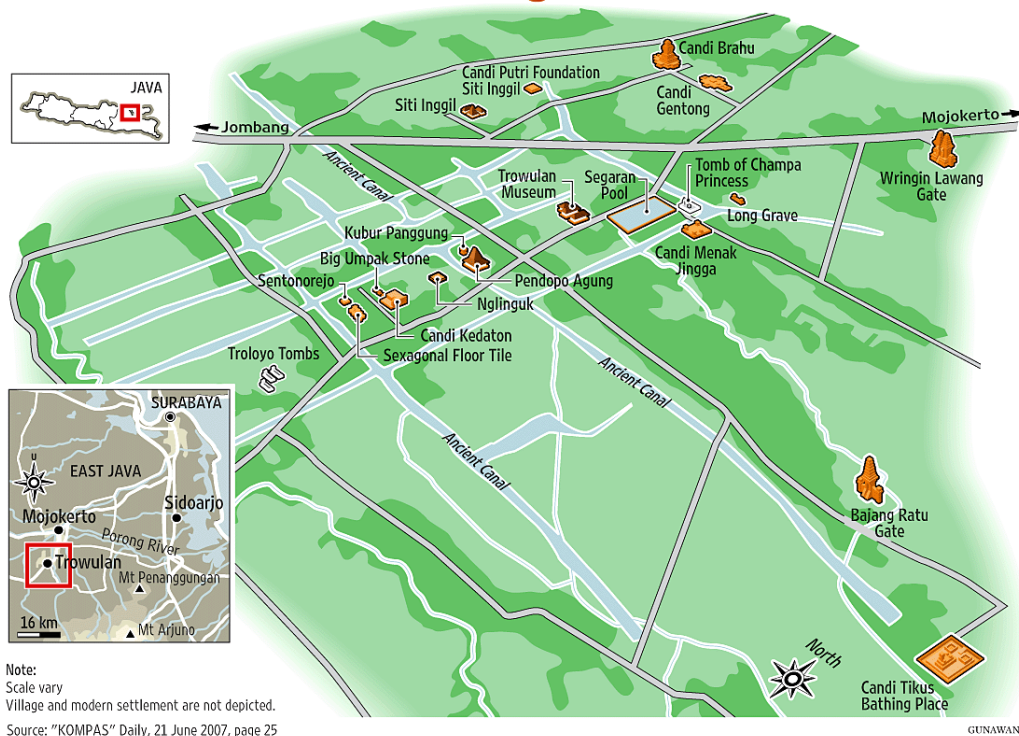 Candi Brahu
Candi Putri Foundation
Siti Inggil
Siti Inggil
Candi
Gentong
JAVA
Jombang
Mojokerto
Wringin Lawang
Gate
Ancient Canal
Trowulan
Museum
Segaran
Pool
Tomb of Champa
Princess
Long Grave
Candi Menak
Jingga
Kubur Panggung
Big Umpak Stone
Sentonorejo
Pendopo Agung
Nglinguk
Candi Kedaton
Sexagonal Floor Tile
Troloyo Tombs
Ancient Canal
Ancient Canal
SURABAYA
U
EAST JAVA
Sidoarjo
Mojokerto
Porong River
Trowulan
Mt Penanggungan
Mt Arjuno
16 km
Bajang Ratu
Gate
North
Candi Tikus
Bathing Place
Note:
Scale vary
Village and modern settlement are not depicted.
Source: "KOMPAS" Daily, 21 June 2007, page 25
GUNAWAN